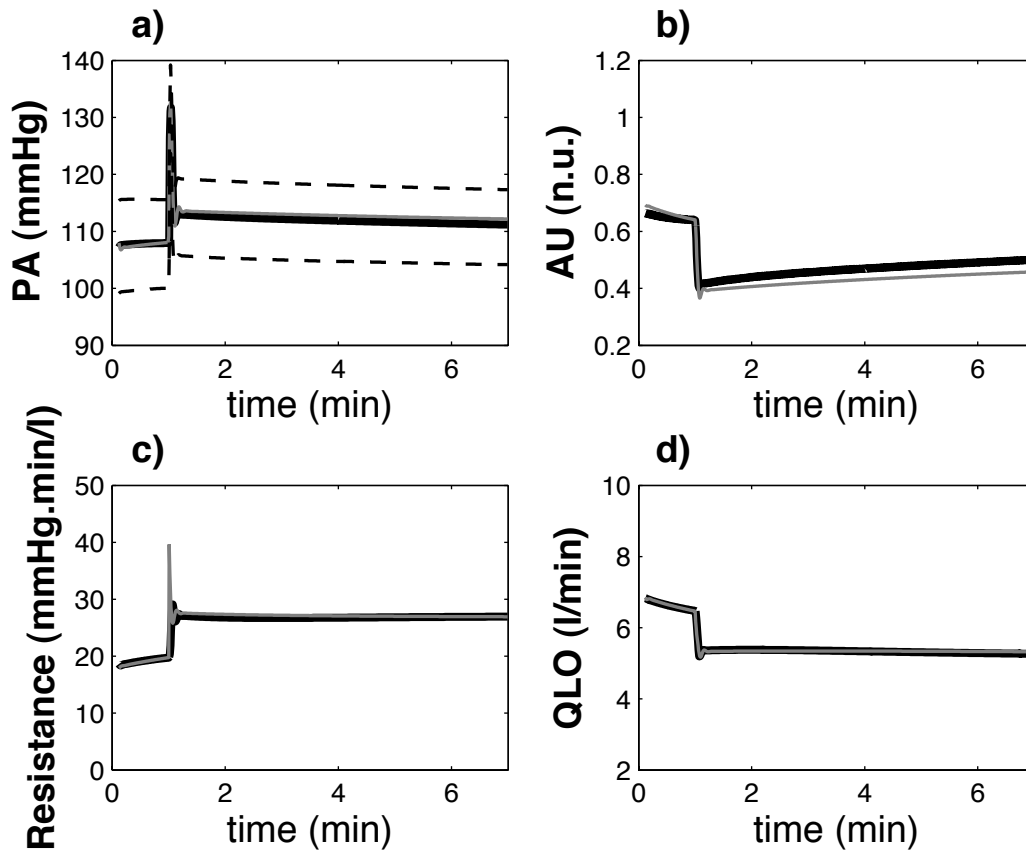 a)
PA (mmHg)
140
130
120
110
100
90
0 2 4 6
time (min)
b)
AU (n.u.)
1.2
1
0.8
0.6
0.4
0.2
0 2 4 6
time (min)
c)
Resistance (mmHg.min/l)
50
40
30
20
10
0
0 2 4 6
time (min)
d)
QLO (l/min)
10
8
6
4
2
0 2 4 6
time (min)